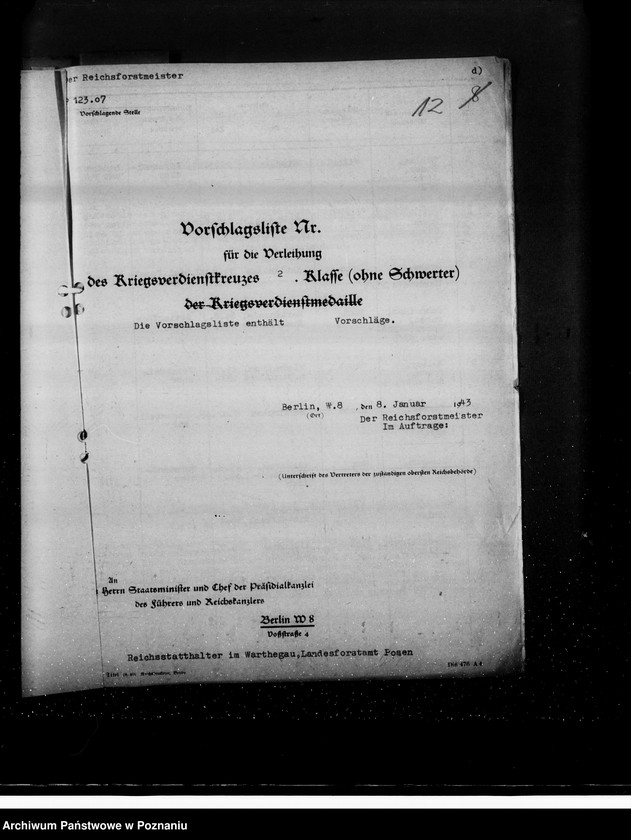 er Reichsforstmeister
d)
123.07
12 8
Vorschlagende Stelle
Vorschlagsliste Nr.
für die Verleihung
des Kriegsverdienstkreuzes 2 . Klasse (ohne Schwerter)
der Kriegsverdienstmedaille
Die Vorschlagsliste enthält Vorschläge.
Berlin, W.8 , den 8. Januar 1943
(Ort)
Der Reichsforstmeister
Im Auftrage:
(Unterschrift des Vertreters der zuständigen obersten Reichsbehörde)
An
Herrn Staatsminister und Chef der Präsidialkanzlei
des Führers und Reichskanzlers
Berlin W 8
Voßstraße 4
Reichsstatthalter im Warthegau,Landesforstamt Posen
Din 476 A 4
Archiwum Państwowe w Poznaniu